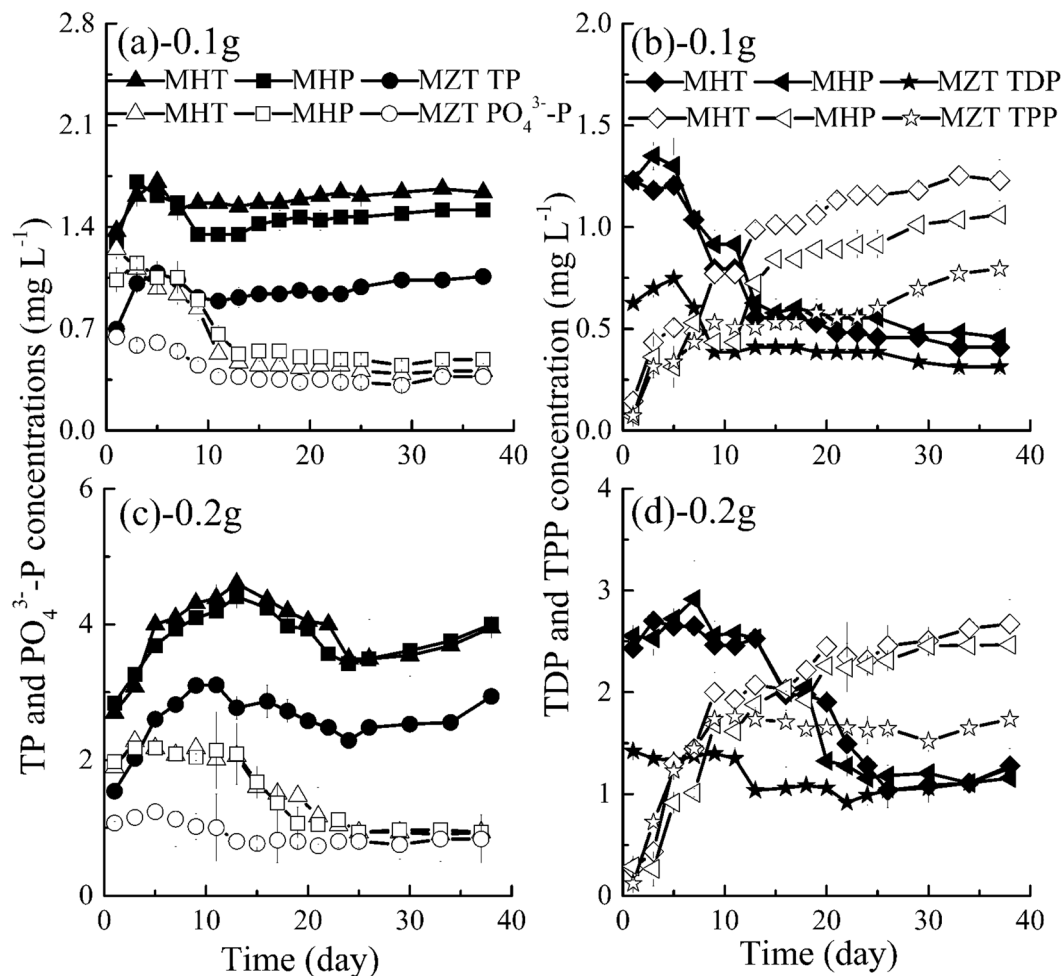 (a)-0.1g
MHT MHP MZT TP
MHT MHP MZT PO₄³⁻-P
2.8
2.1
1.4
0.7
0.0
0 10 20 30 40
(b)-0.1g
MHT MHP MZT TDP
MHT MHP MZT TPP
2.0
1.5
1.0
0.5
0.0
0 10 20 30 40
(c)-0.2g
6
4
2
0
0 10 20 30 40
(d)-0.2g
4
3
2
1
0
0 10 20 30 40
TP and PO₄³⁻-P concentrations (mg L⁻¹)
TDP and TPP concentration (mg L⁻¹)
Time (day)
Time (day)